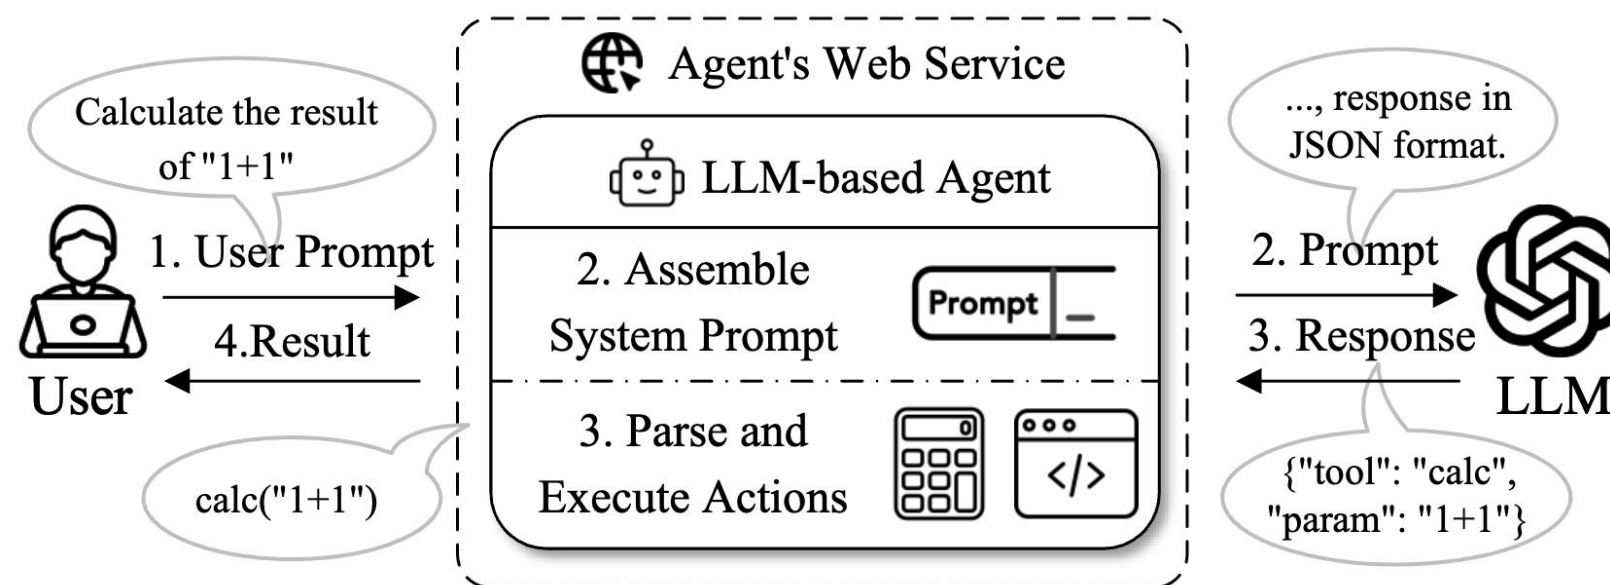 Agent's Web Service
Calculate the result
of "1+1"
..., response in
JSON format.
LLM-based Agent
1. User Prompt
2. Assemble
System Prompt
Prompt
2. Prompt
4.Result
3. Response
User
LLM
3. Parse and
Execute Actions
0
</>
calc("1+1")
{"tool": "calc",
"param": "1+1"}